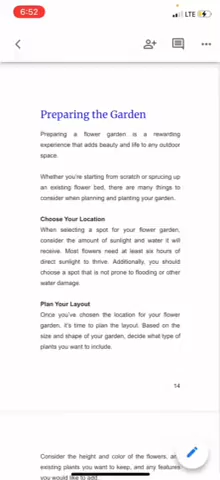 6:52
LTE
Preparing the Garden
Preparing a flower garden is a rewarding
experience that adds beauty and life to any outdoor
space.
Whether you're starting from scratch or sprucing up
an existing flower bed, there are many things to
consider when planning and planting your garden.
Choose Your Location
When selecting a spot for your flower garden,
consider the amount of sunlight and water it will
receive. Most flowers need at least six hours of
direct sunlight to thrive. Additionally, you should
choose a spot that is not prone to flooding or other
water damage.
Plan Your Layout
Once you've chosen the location for your flower
garden, it's time to plan the layout. Based on the
size and shape of your garden, decide what type of
plants you want to include.
14
Consider the height and color of the flowers, any
existing plants you want to keep, and any features
you would like to add.